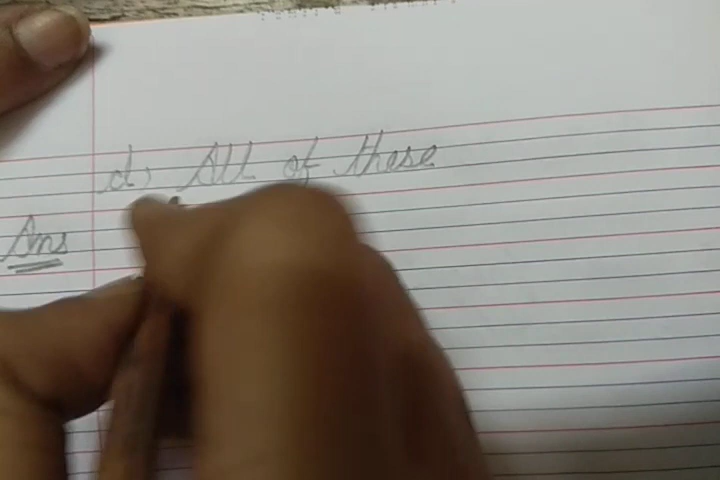 d, All of these
Ans